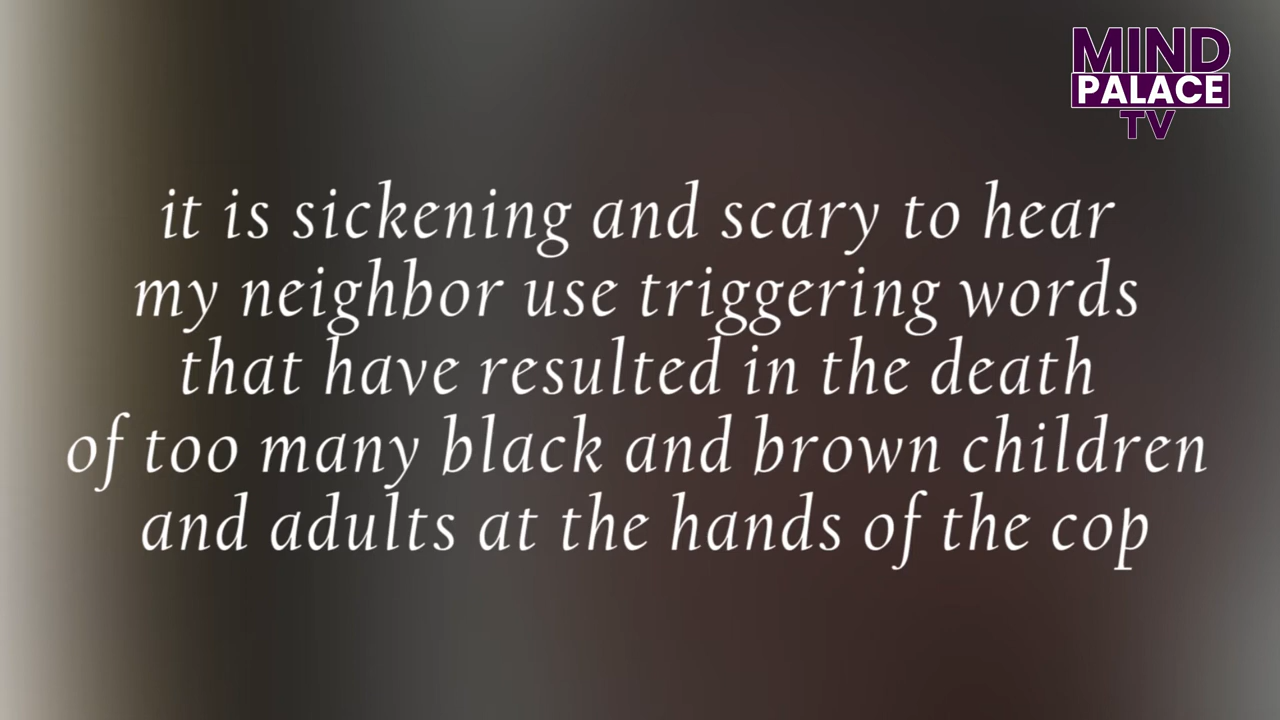 MIND
PALACE
TV
it is sickening and scary to hear
my neighbor use triggering words
that have resulted in the death
of too many black and brown children
and adults at the hands of the cop